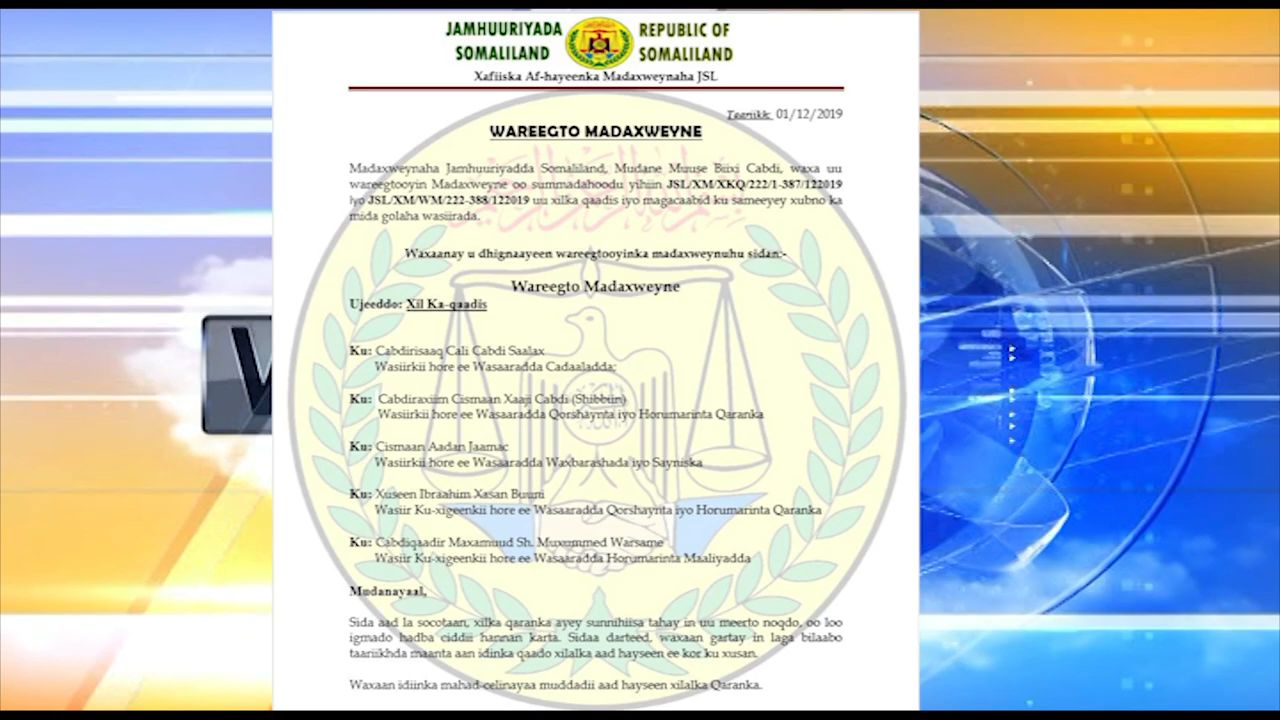 JAMHUURIYADA REPUBLIC OF
SOMALILAND SOMALILAND
Xafiiska Af-hayeenka Madaxweynaha JSL
Taariikh: 01/12/2019
WAREEGTO MADAXWEYNE
Madaxweynaha Jamhuuriyadda Somaliland, Mudane Muuse Biixi Cabdi, waxa uu
wareegtooyin Madaxweyne oo summadahoodu yihiin JSL/XM/XKQ/222/1-387/122019
iyo JSL/XM/WM/222-388/122019 uu xilka qaadis iyo magacaabid ku sameeyey xubno ka
mida golaha wasiirada.
Waxaanay u dhignaayeen wareegtooyinka madaxweynuhu sidan:-
Wareegto Madaxweyne
Ujeeddo: Xil Ka-qaadis
Ku: Cabdirisaaq Cali Cabdi Saalax
Wasiirkii hore ee Wasaaradda Cadaaladda;
Ku: Cabdiraxiim Cismaan Xaaji Cabdi (Shibbiin)
Wasiirkii hore ee Wasaaradda Qorshaynta iyo Horumarinta Qaranka
Ku: Cismaan Aadan Jaamac
Wasiirkii hore ee Wasaaradda Waxbarashada iyo Sayniska
Ku: Xuseen Ibraahim Xasan Buuni
Wasiir Ku-xigeenkii hore ee Wasaaradda Qorshaynta iyo Horumarinta Qaranka
Ku: Cabdiqaadir Maxamuud Sh. Muxummed Warsame
Wasiir Ku-xigeenkii hore ee Wasaaradda Horumarinta Maaliyadda
Mudanayaal,
Sida aad la socotaan, xilka qaranka ayey sunnihiisa tahay in uu meerto noqdo, oo loo
igmado hadba ciddii hannan karta. Sidaa darteed, waxaan gartay in laga bilaabo
taariikhda maanta aan idinka qaado xilalka aad hayseen ee kor ku xusan.
Waxaan idiinka mahad-celinayaa muddadii aad hayseen xilalka Qaranka.